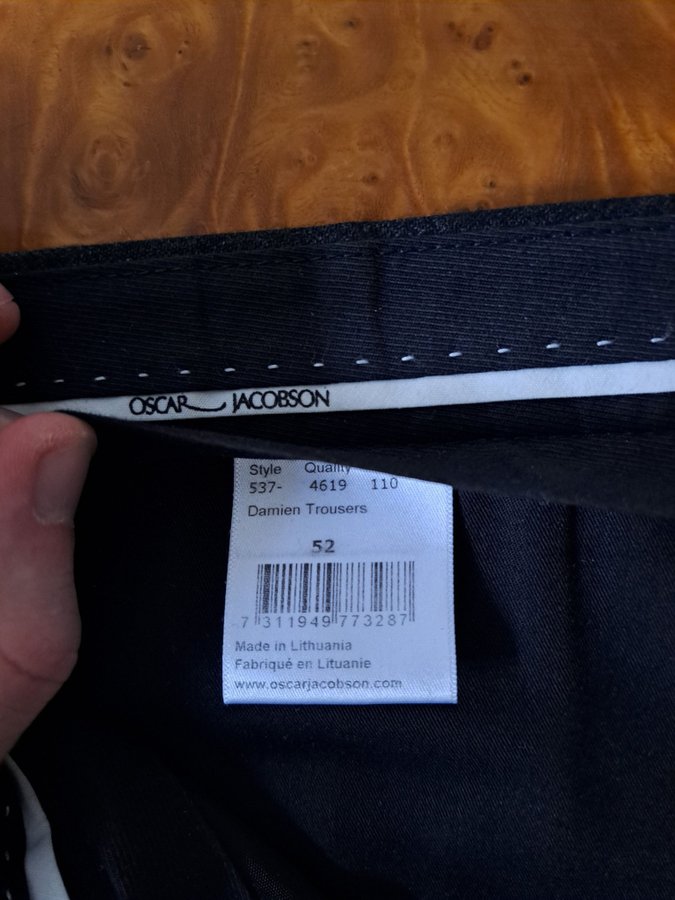 OSCAR JACOBSON
Style Quality
537- 4619 110
Damien Trousers
52
7 311949 773287
Made in Lithuania
Fabriqué en Lituanie
www.oscarjacobson.com